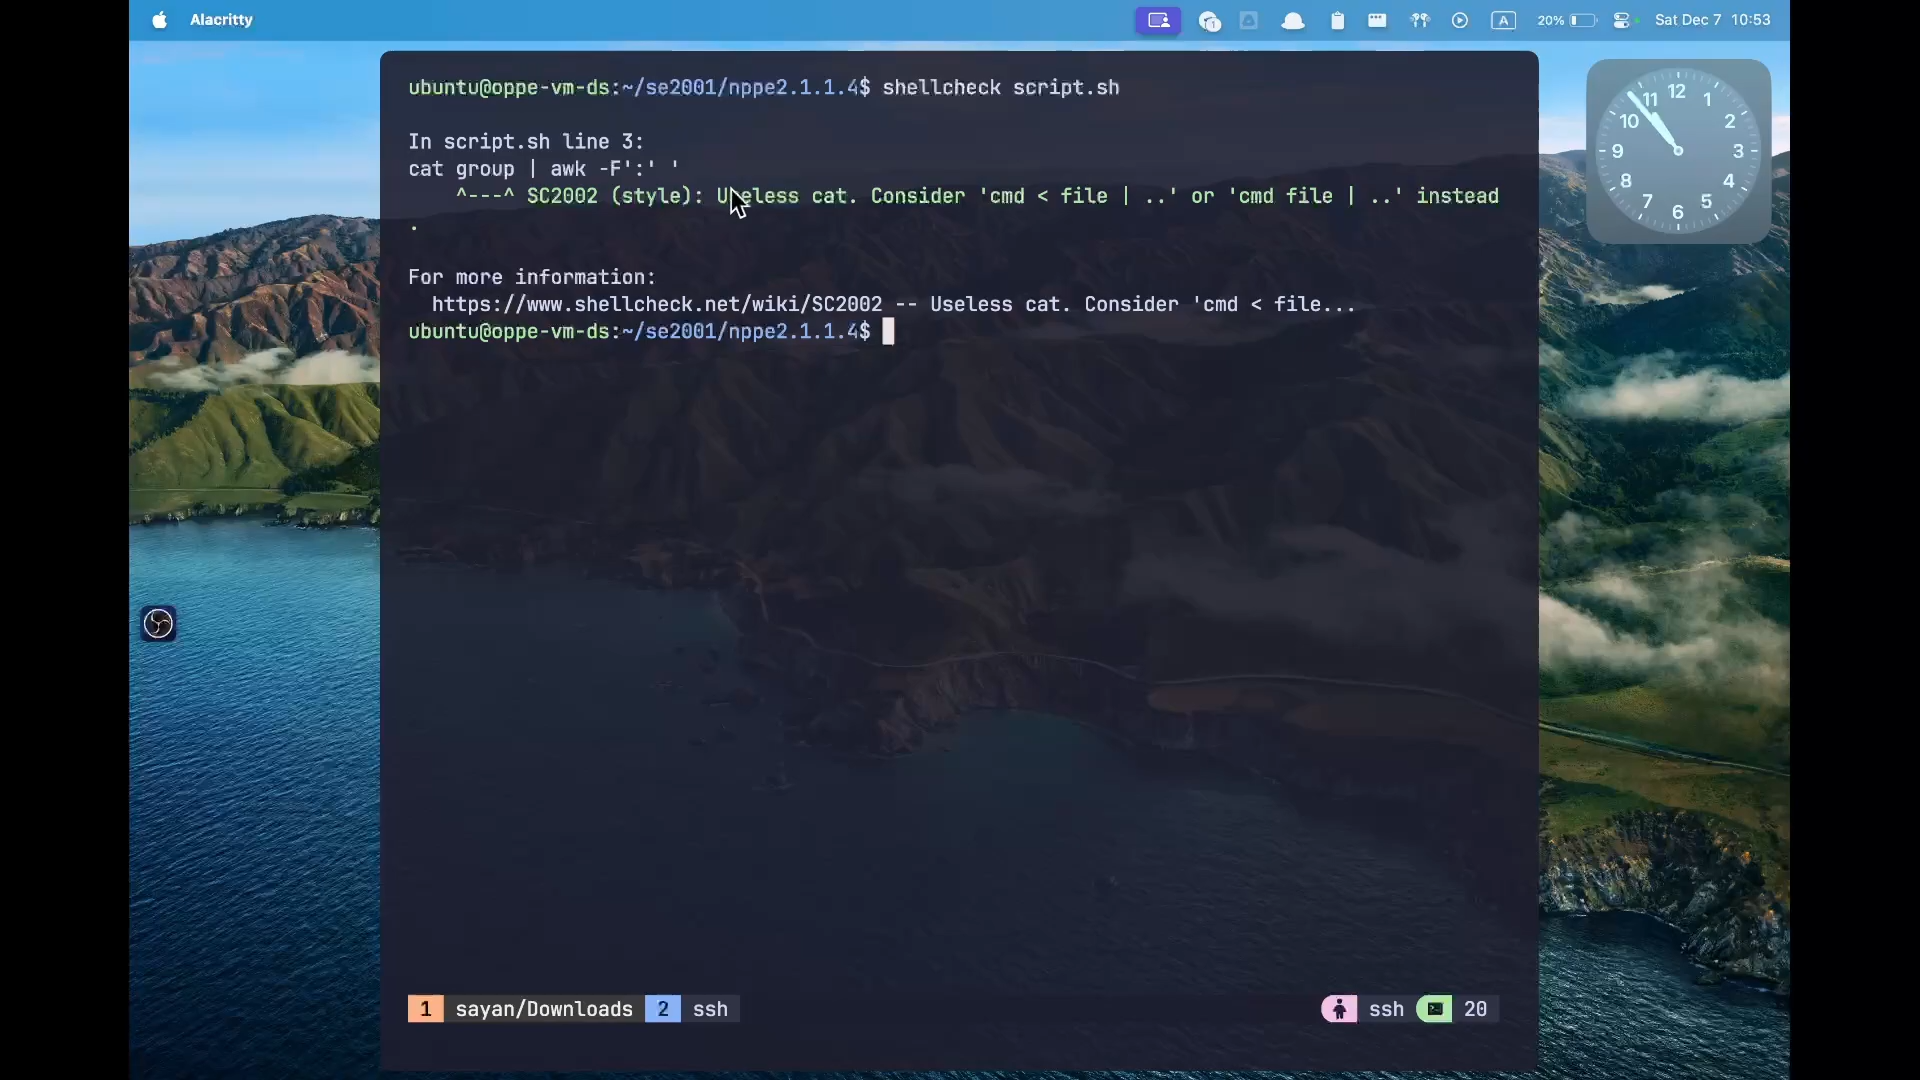 Alacritty
1
A
20%
Sat Dec 7 10:53
ubuntu@oppe-vm-ds:~/se2001/nppe2.1.1.4$ shellcheck script.sh
In script.sh line 3:
cat group | awk -F':' '
^---^ SC2002 (style): Useless cat. Consider 'cmd < file | ..' or 'cmd file | ..' instead
.
For more information:
https://www.shellcheck.net/wiki/SC2002 -- Useless cat. Consider 'cmd < file...
ubuntu@oppe-vm-ds:~/se2001/nppe2.1.1.4$
12
1
2
3
4
5
6
7
8
9
10
11
1 sayan/Downloads 2 ssh
ssh 20